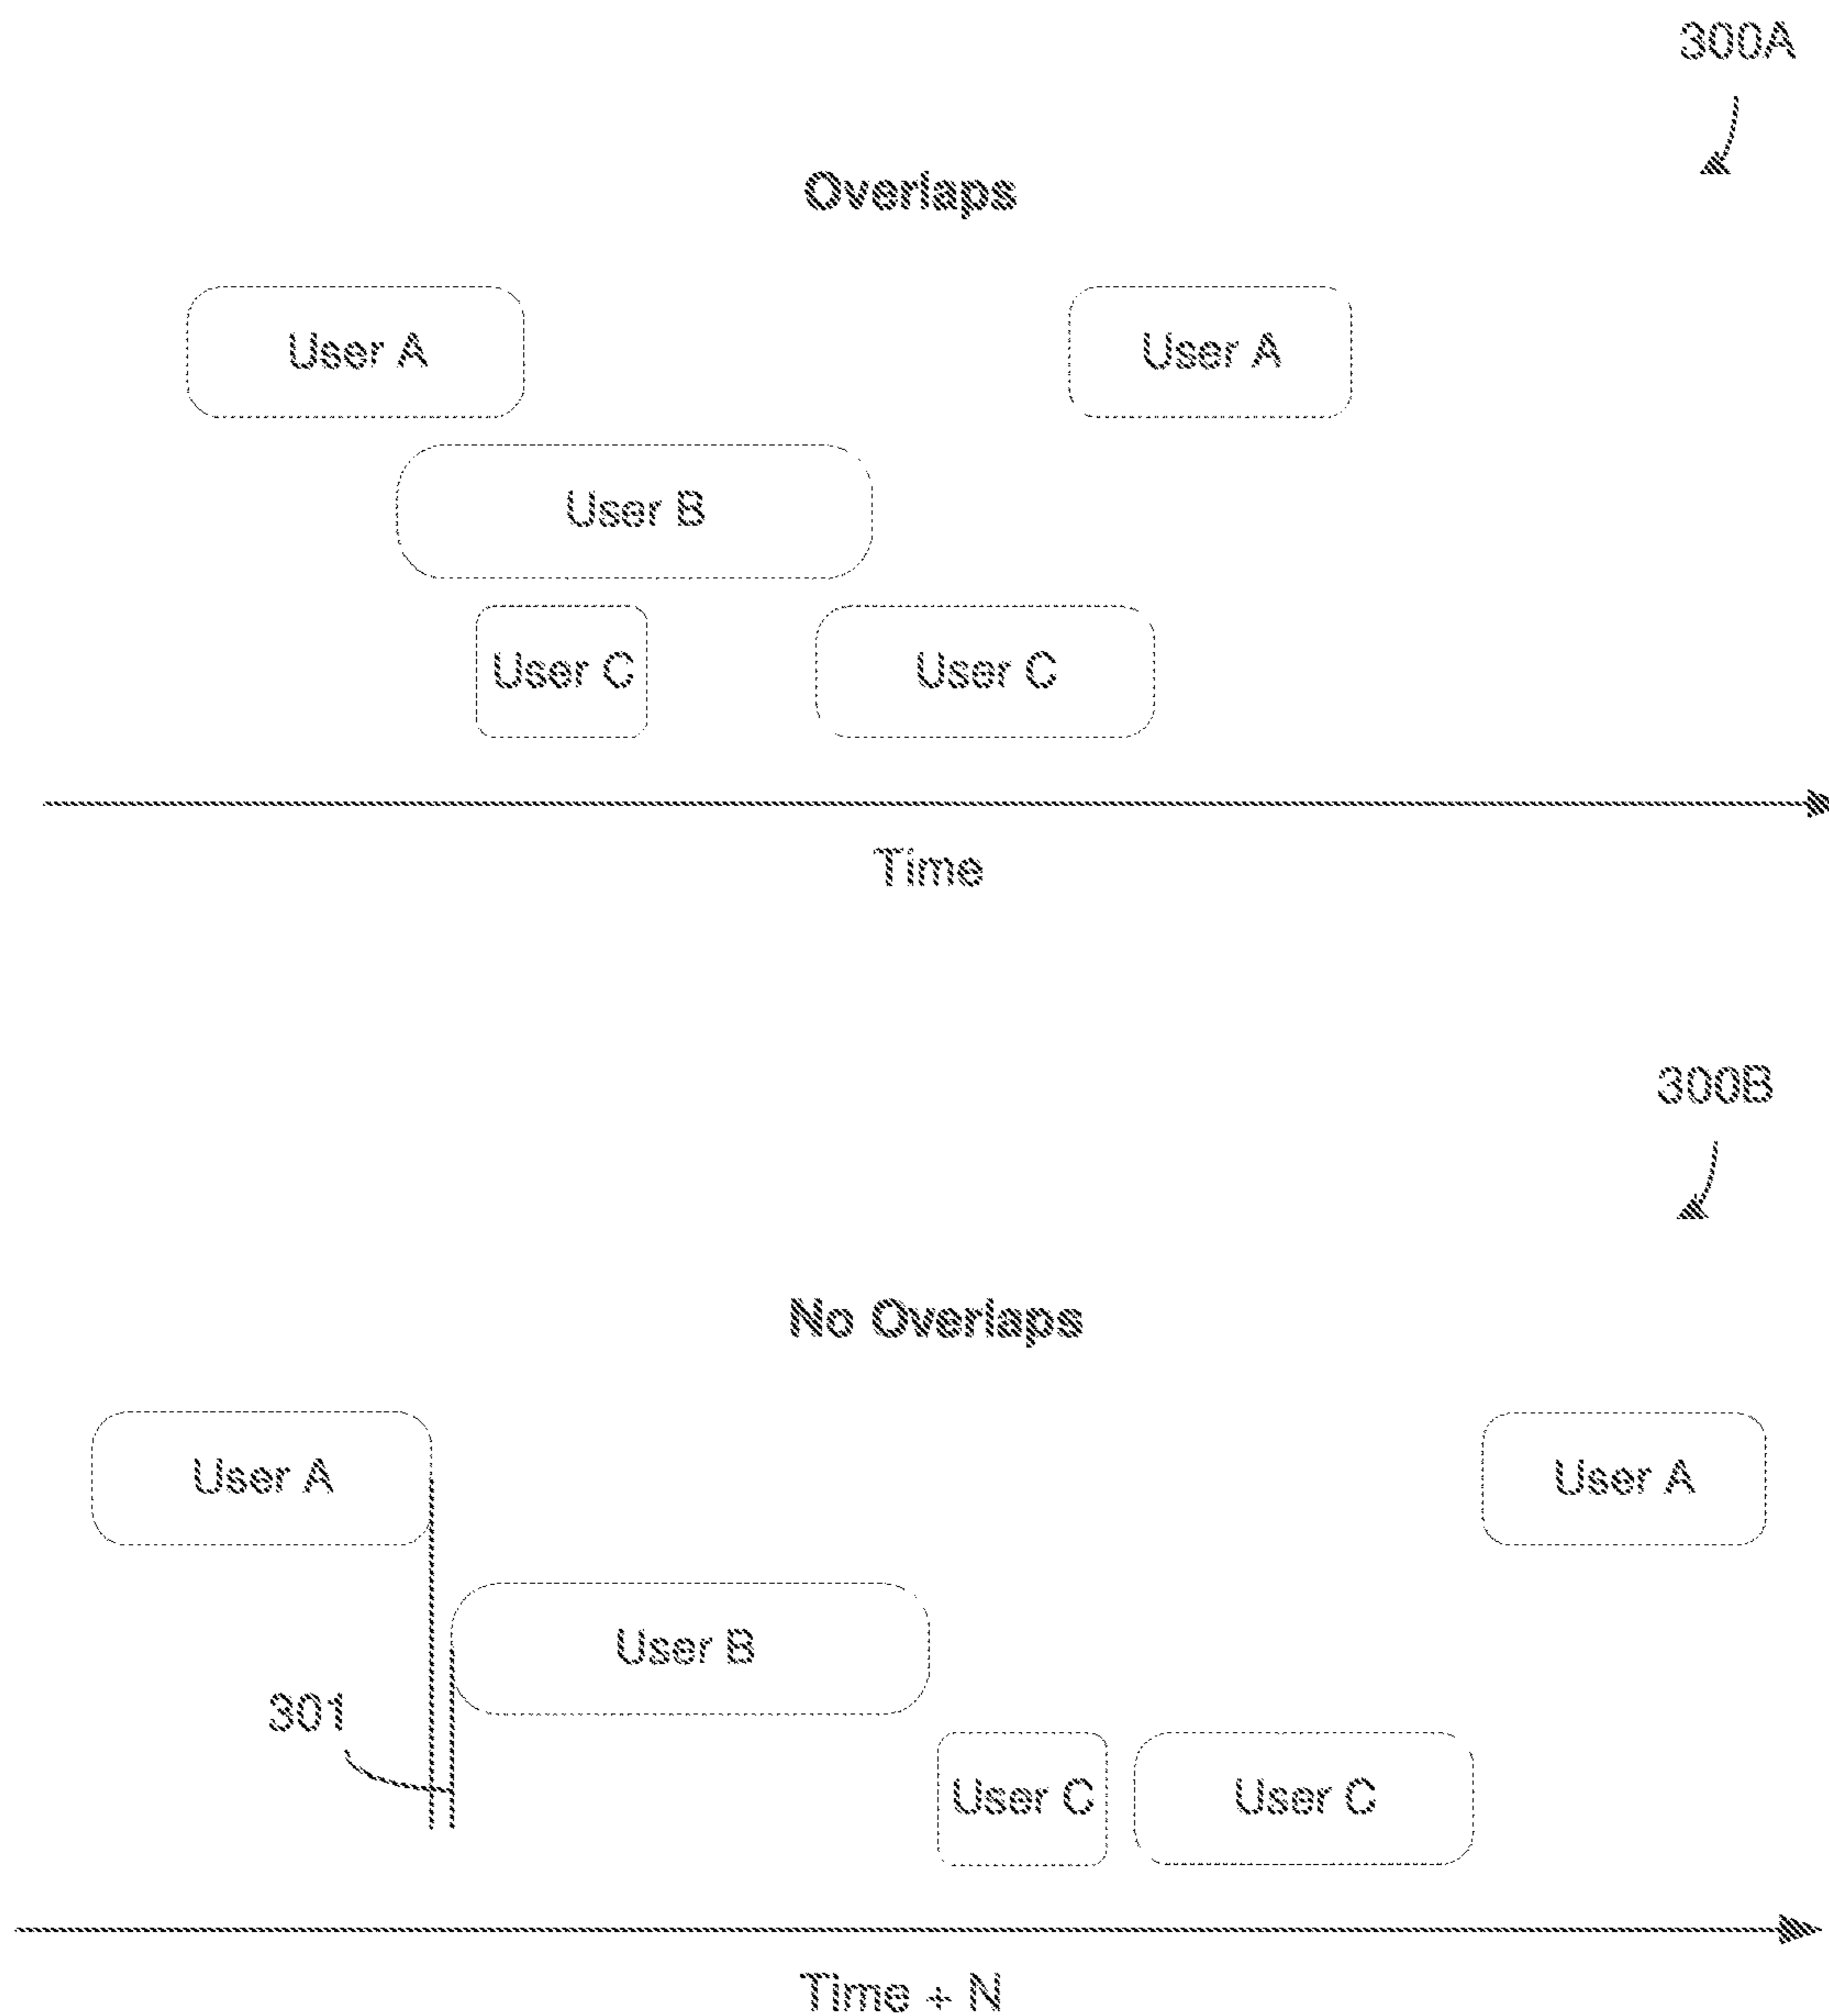 300A
Overlaps
User A
User A
User B
User C
User C
Time
300B
No Overlaps
User A
User A
User B
301
User C
User C
Time + N